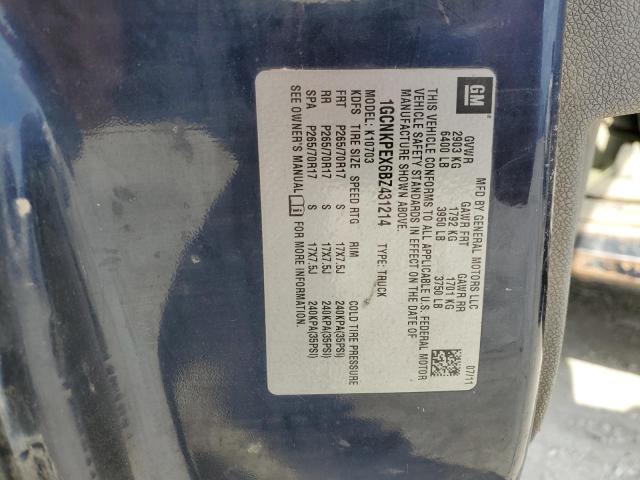 GM
MFD BY GENERAL MOTORS LLC 07/11
GVWR GAWR FRT GAWR RR
2903 KG 1792 KG 1701 KG
6400 LB 3950 LB 3750 LB
THIS VEHICLE CONFORMS TO ALL APPLICABLE U.S. FEDERAL MOTOR
VEHICLE SAFETY STANDARDS IN EFFECT ON THE DATE OF
MANUFACTURE SHOWN ABOVE.
1GCNKPEX6BZ431214 TYPE: TRUCK
MODEL: K10703
KDFS TIRE SIZE SPEED RTG RIM COLD TIRE PRESSURE
FRT P265/70R17 S 17X7.5J 240KPA(35PSI)
RR P265/70R17 S 17X7.5J 240KPA(35PSI)
SPA P265/70R17 S 17X7.5J 240KPA(35PSI)
SEE OWNER'S MANUAL FOR MORE INFORMATION.